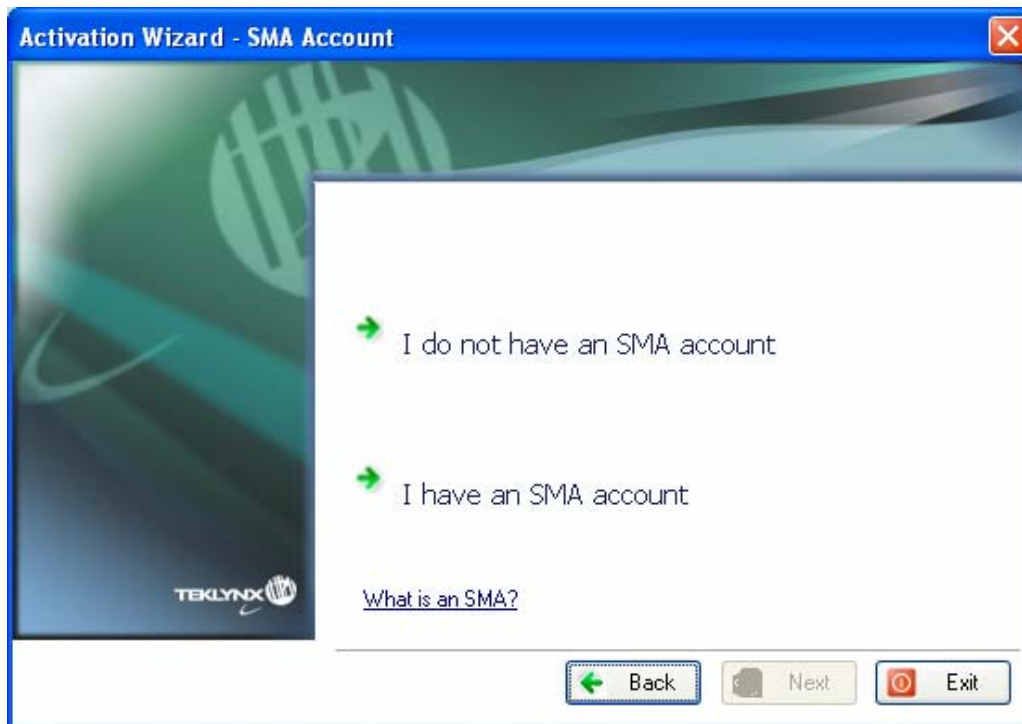 Activation Wizard - SMA Account
I do not have an SMA account
I have an SMA account
TEKLYNX
What is an SMA?
Back
Next
Exit